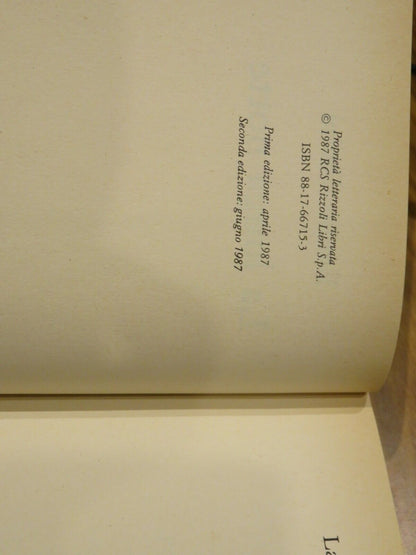 Proprietà letteraria riservata
© 1987 RCS Rizzoli Libri S.p.A.
ISBN 88-17-66715-3
Prima edizione: aprile 1987
Seconda edizione: giugno 1987